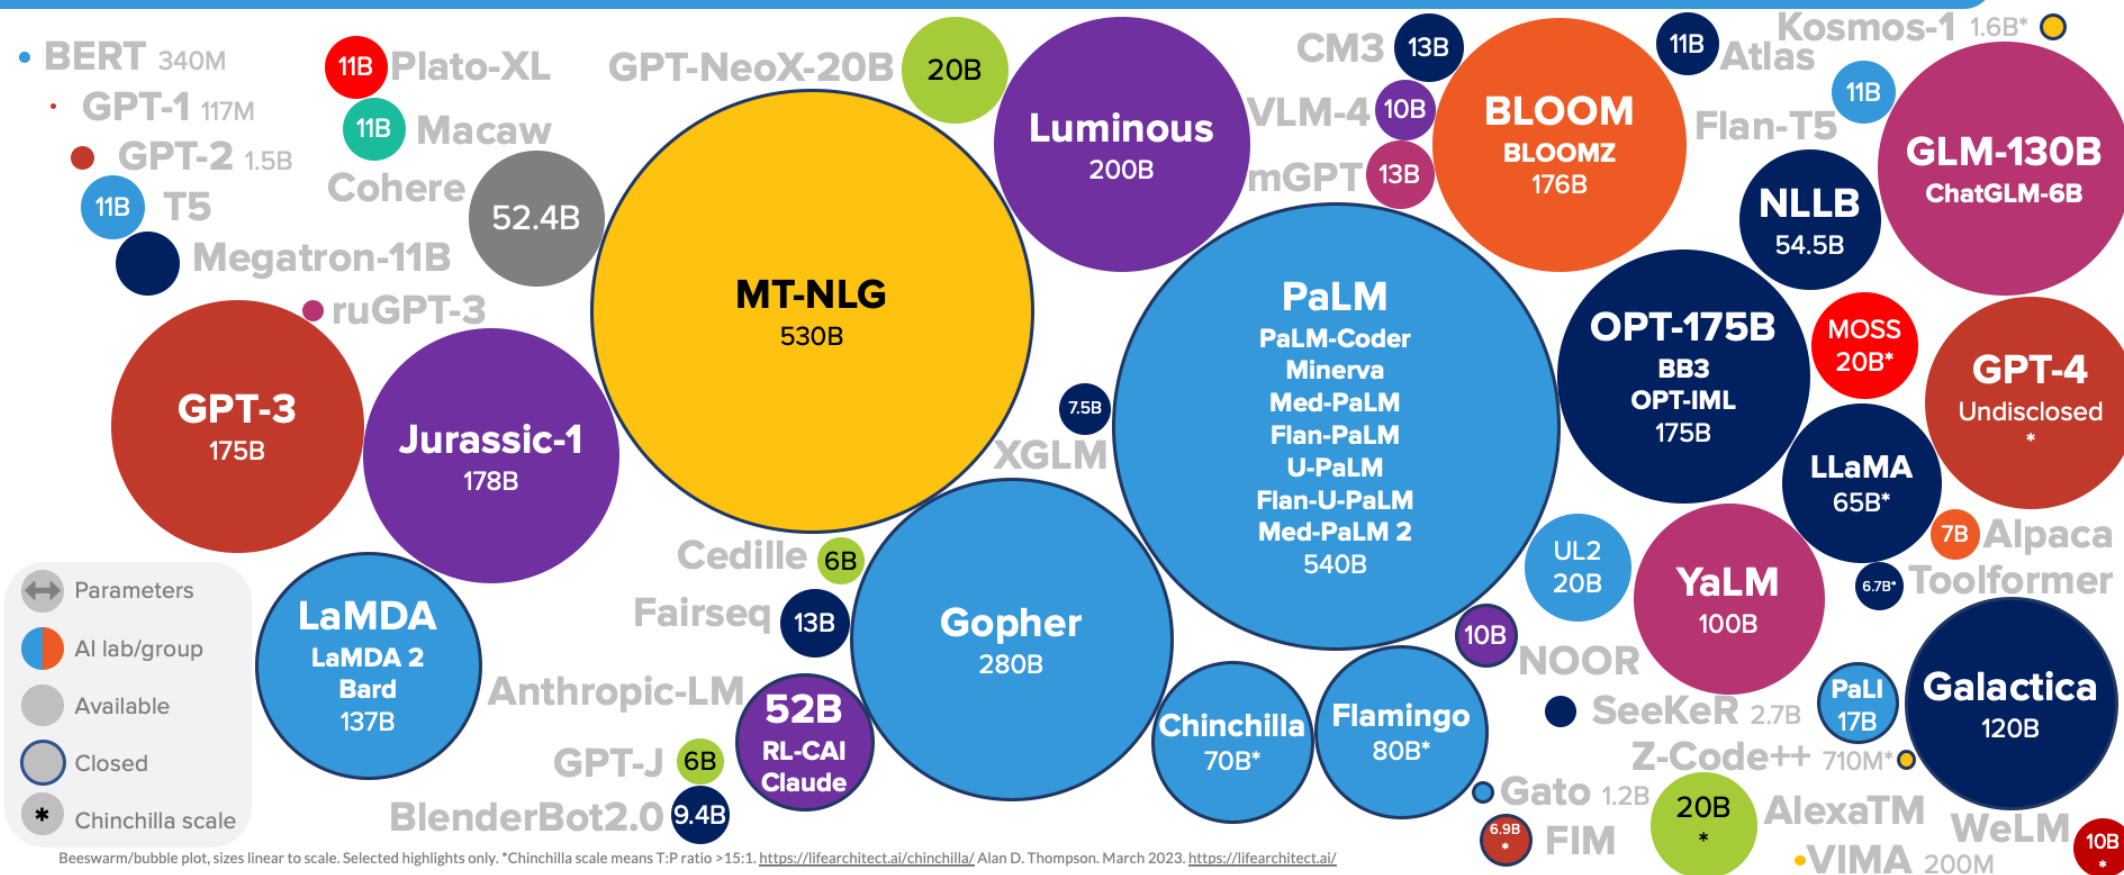 BERT 340M
GPT-1 117M
GPT-2 1.5B
11B T5
Megatron-11B
ruGPT-3
11B Plato-XL
11B Macaw
Cohere
52.4B
GPT-NeoX-20B 20B
MT-NLG
530B
Luminous
200B
CM3 13B
VLM-4 10B
mGPT 13B
BLOOM
BLOOMZ
176B
11B Atlas
Kosmos-1 1.6B*
11B
Flan-T5
NLLB
54.5B
GLM-130B
ChatGLM-6B
GPT-3
175B
Jurassic-1
178B
7.5B
XGLM
PaLM
PaLM-Coder
Minerva
Med-PaLM
Flan-PaLM
U-PaLM
Flan-U-PaLM
Med-PaLM 2
540B
OPT-175B
BB3
OPT-IML
175B
MOSS
20B*
GPT-4
Undisclosed
*
LLaMA
65B*
7B Alpaca
6.7B* Toolformer
UL2
20B
YaLM
100B
Parameters
AI lab/group
Available
Closed
* Chinchilla scale
LaMDA
LaMDA 2
Bard
137B
Cedille 6B
Fairseq 13B
Anthropic-LM
52B
RL-CAI
Claude
GPT-J 6B
BlenderBot2.0 9.4B
Gopher
280B
Chinchilla
70B*
Flamingo
80B*
10B
NOOR
SeeKeR 2.7B
PaLI
17B
Galactica
120B
Z-Code++ 710M*
Gato 1.2B
6.9B
*
FIM
20B
*
AlexaTM
WeLM
10B
*
VIMA 200M
Beeswarm/bubble plot, sizes linear to scale. Selected highlights only. *Chinchilla scale means T:P ratio >15:1. https://lifearchitect.ai/chinchilla/ Alan D. Thompson. March 2023. https://lifearchitect.ai/